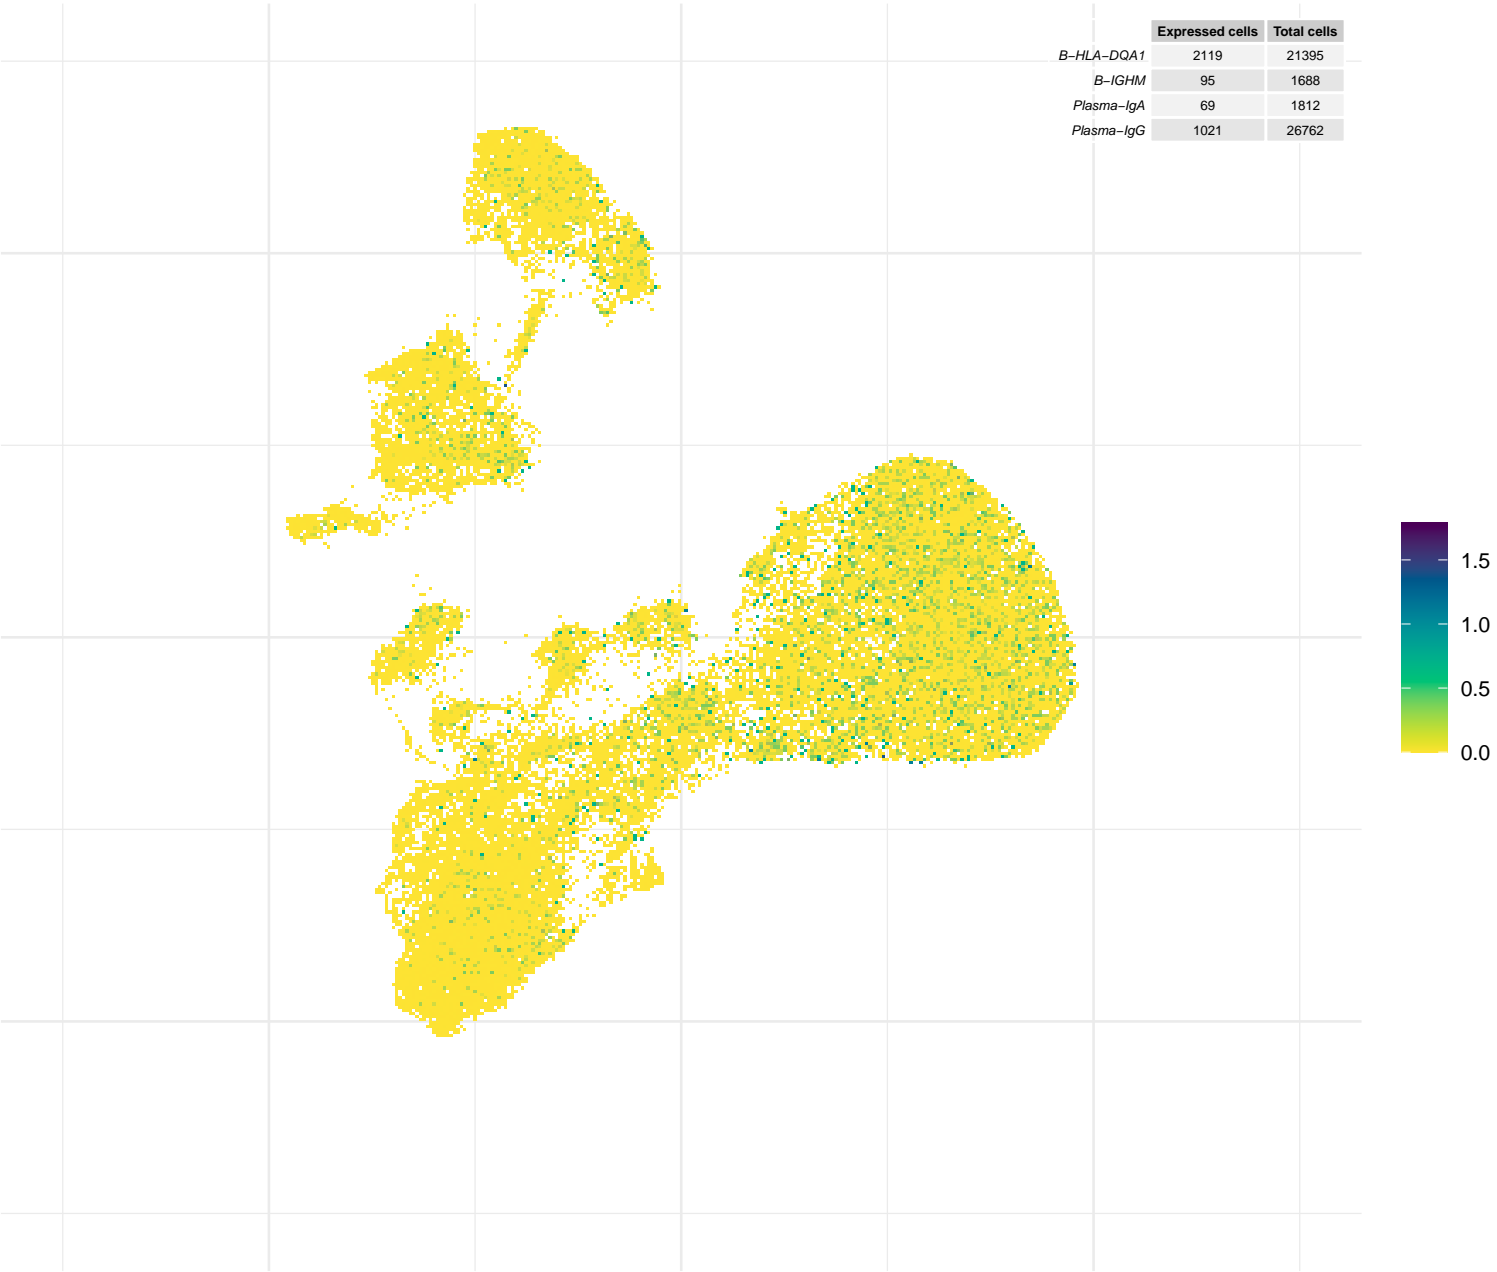 Expressed cells Total cells
B−HLA−DQA1 2119 21395
B−IGHM 95 1688
Plasma−IgA 69 1812
Plasma−IgG 1021 26762
1.5
1.0
0.5
0.0